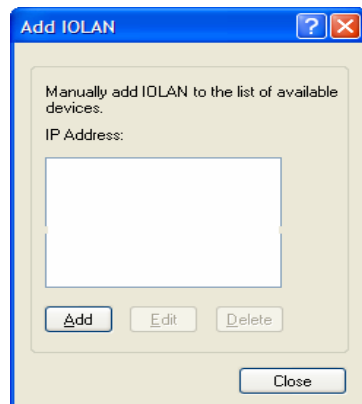 Add IOLAN
Manually add IOLAN to the list of available
devices.
IP Address:
Add Edit Delete
Close